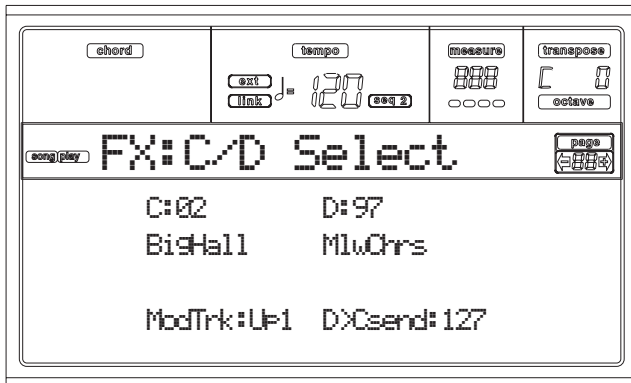 chord tempo measure transpose
ext 888 C 0
link ♩= 120 seq 2 octave
song play FX:C/D Select page
88
C:02 D:97
BigHall MlwChrs
ModTrk:Up1 D>Csend:127